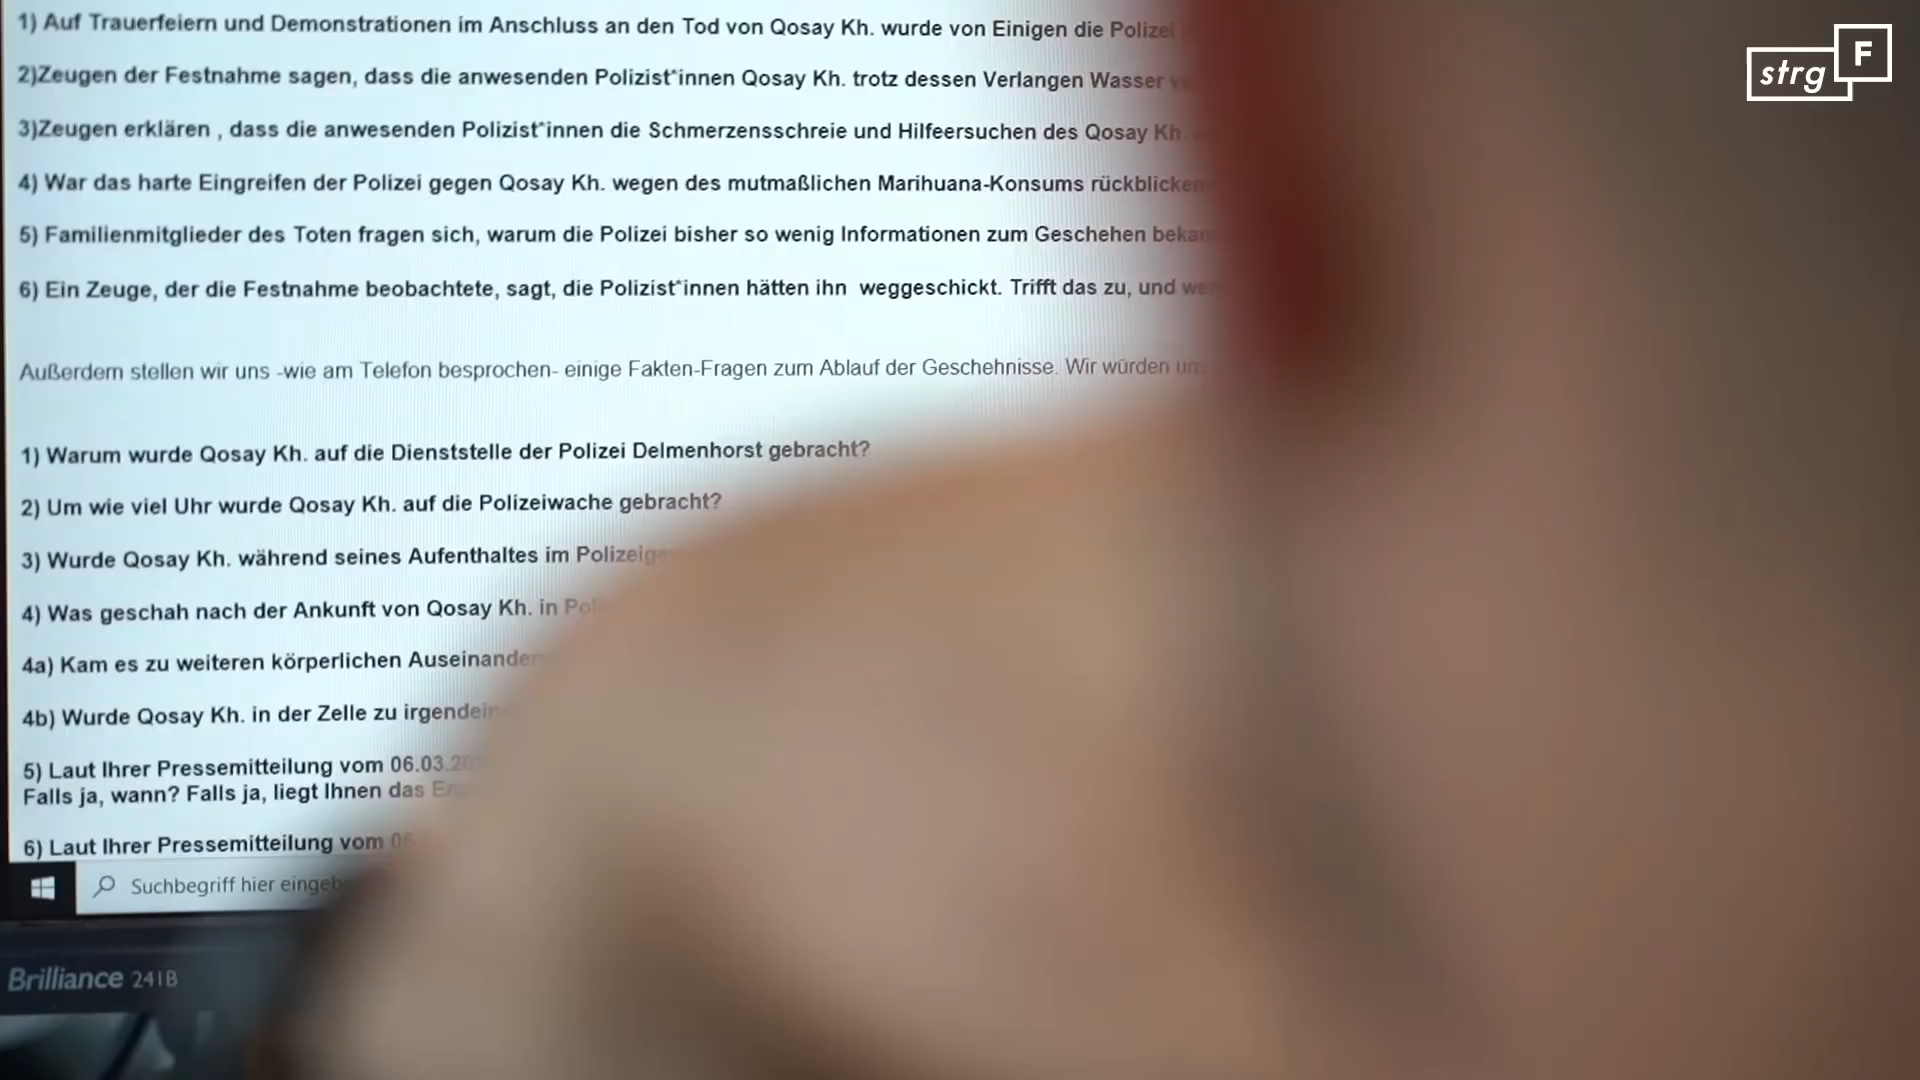 1) Auf Trauerfeiern und Demonstrationen im Anschluss an den Tod von Qosay Kh. wurde von Einigen die Polizei
strg F
2)Zeugen der Festnahme sagen, dass die anwesenden Polizist*innen Qosay Kh. trotz dessen Verlangen Wasser
3)Zeugen erklären , dass die anwesenden Polizist*innen die Schmerzensschreie und Hilfeersuchen des Qosay Kh.
4) War das harte Eingreifen der Polizei gegen Qosay Kh. wegen des mutmaßlichen Marihuana-Konsums
5) Familienmitglieder des Toten fragen sich, warum die Polizei bisher so wenig Informationen zum Geschehen
6) Ein Zeuge, der die Festnahme beobachtete, sagt, die Polizist*innen hätten ihn weggeschickt. Trifft das zu, und
Außerdem stellen wir uns -wie am Telefon besprochen- einige Fakten-Fragen zum Ablauf der Geschehnisse. Wir würden
1) Warum wurde Qosay Kh. auf die Dienststelle der Polizei Delmenhorst gebracht?
2) Um wie viel Uhr wurde Qosay Kh. auf die Polizeiwache gebracht?
3) Wurde Qosay Kh. während seines Aufenthaltes im
4) Was geschah nach der Ankunft von Qosay Kh. in
4a) Kam es zu weiteren körperlichen
4b) Wurde Qosay Kh. in der Zelle zu
5) Laut Ihrer Pressemitteilung vom
Falls ja, wann? Falls ja, liegt Ihnen das
6) Laut Ihrer Pressemitteilung vom
Suchbegriff hier
Brilliance 241B